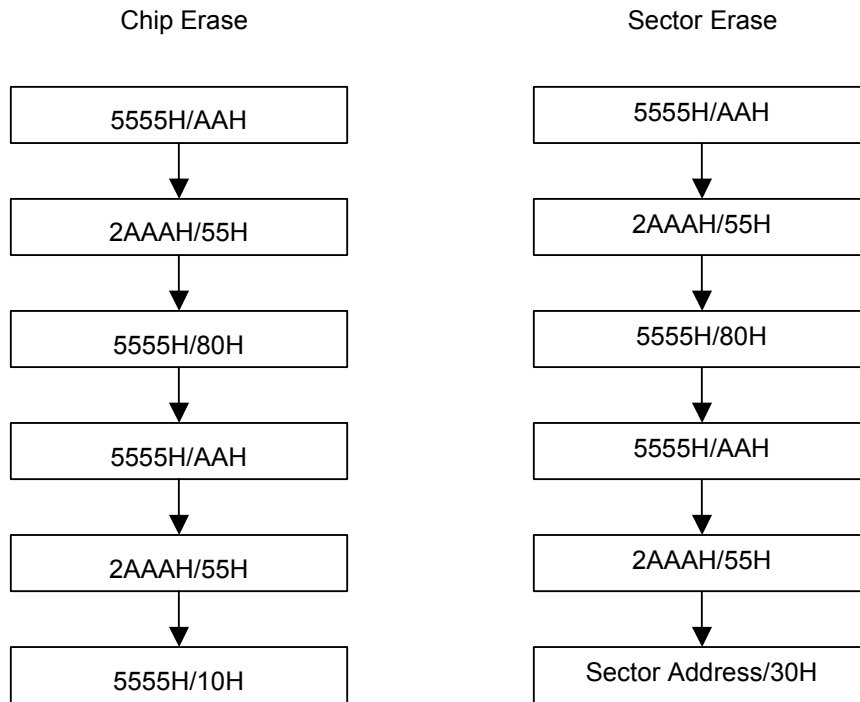 Chip Erase
5555H/AAH
2AAAH/55H
5555H/80H
5555H/AAH
2AAAH/55H
5555H/10H
Sector Erase
5555H/AAH
2AAAH/55H
5555H/80H
5555H/AAH
2AAAH/55H
Sector Address/30H